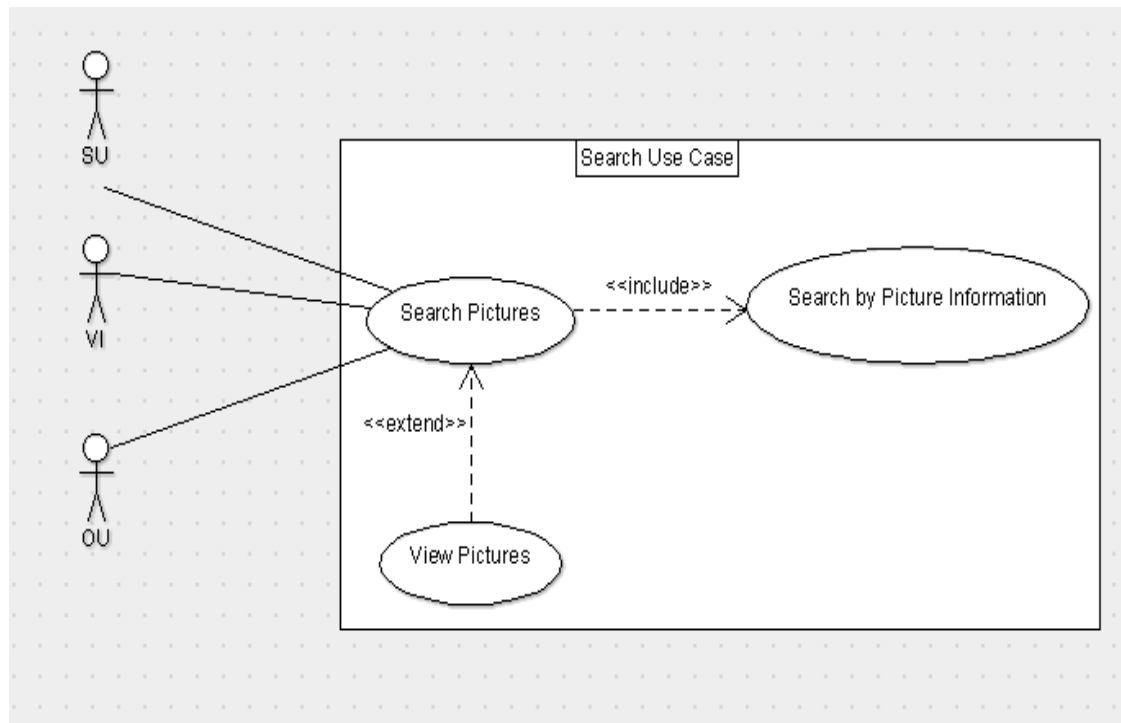 SU
Search Use Case
VI
Search Pictures
<<include>>
Search by Picture Information
<<extend>>
OU
View Pictures